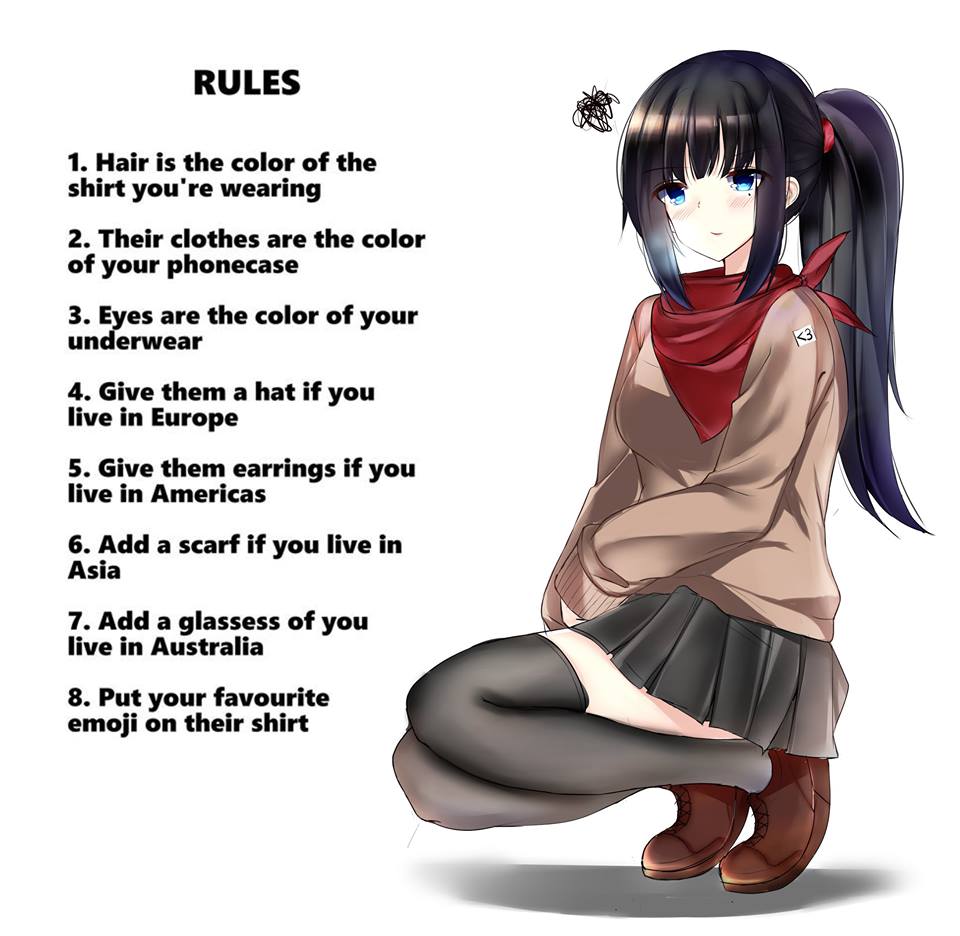 RULES
1. Hair is the color of the
shirt you're wearing
2. Their clothes are the color
of your phonecase
3. Eyes are the color of your
underwear
4. Give them a hat if you
live in Europe
5. Give them earrings if you
live in Americas
6. Add a scarf if you live in
Asia
7. Add a glassess of you
live in Australia
8. Put your favourite
emoji on their shirt
<3